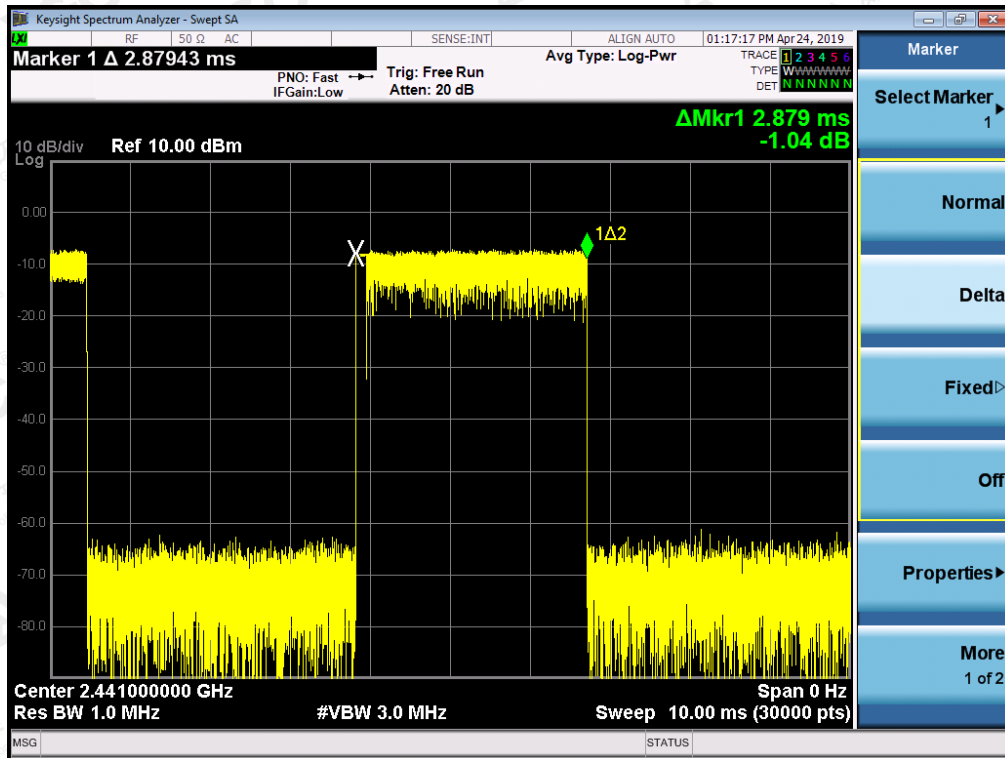 Keysight Spectrum Analyzer - Swept SA
LXI RF 50 Ω AC SENSE:INT ALIGN AUTO 01:17:17 PM Apr 24, 2019
Marker 1 Δ 2.87943 ms
PNO: Fast
IFGain:Low
Trig: Free Run
Atten: 20 dB
Avg Type: Log-Pwr
TRACE 1 2 3 4 5 6
TYPE WWWWWW
DET N N N N N N
ΔMkr1 2.879 ms
-1.04 dB
10 dB/div Ref 10.00 dBm
Log
0.00
-10.0
-20.0
-30.0
-40.0
-50.0
-60.0
-70.0
-80.0
X
1Δ2
Center 2.441000000 GHz Span 0 Hz
Res BW 1.0 MHz #VBW 3.0 MHz Sweep 10.00 ms (30000 pts)
MSG STATUS
Marker
Select Marker
1
Normal
Delta
Fixed
Off
Properties
More
1 of 2